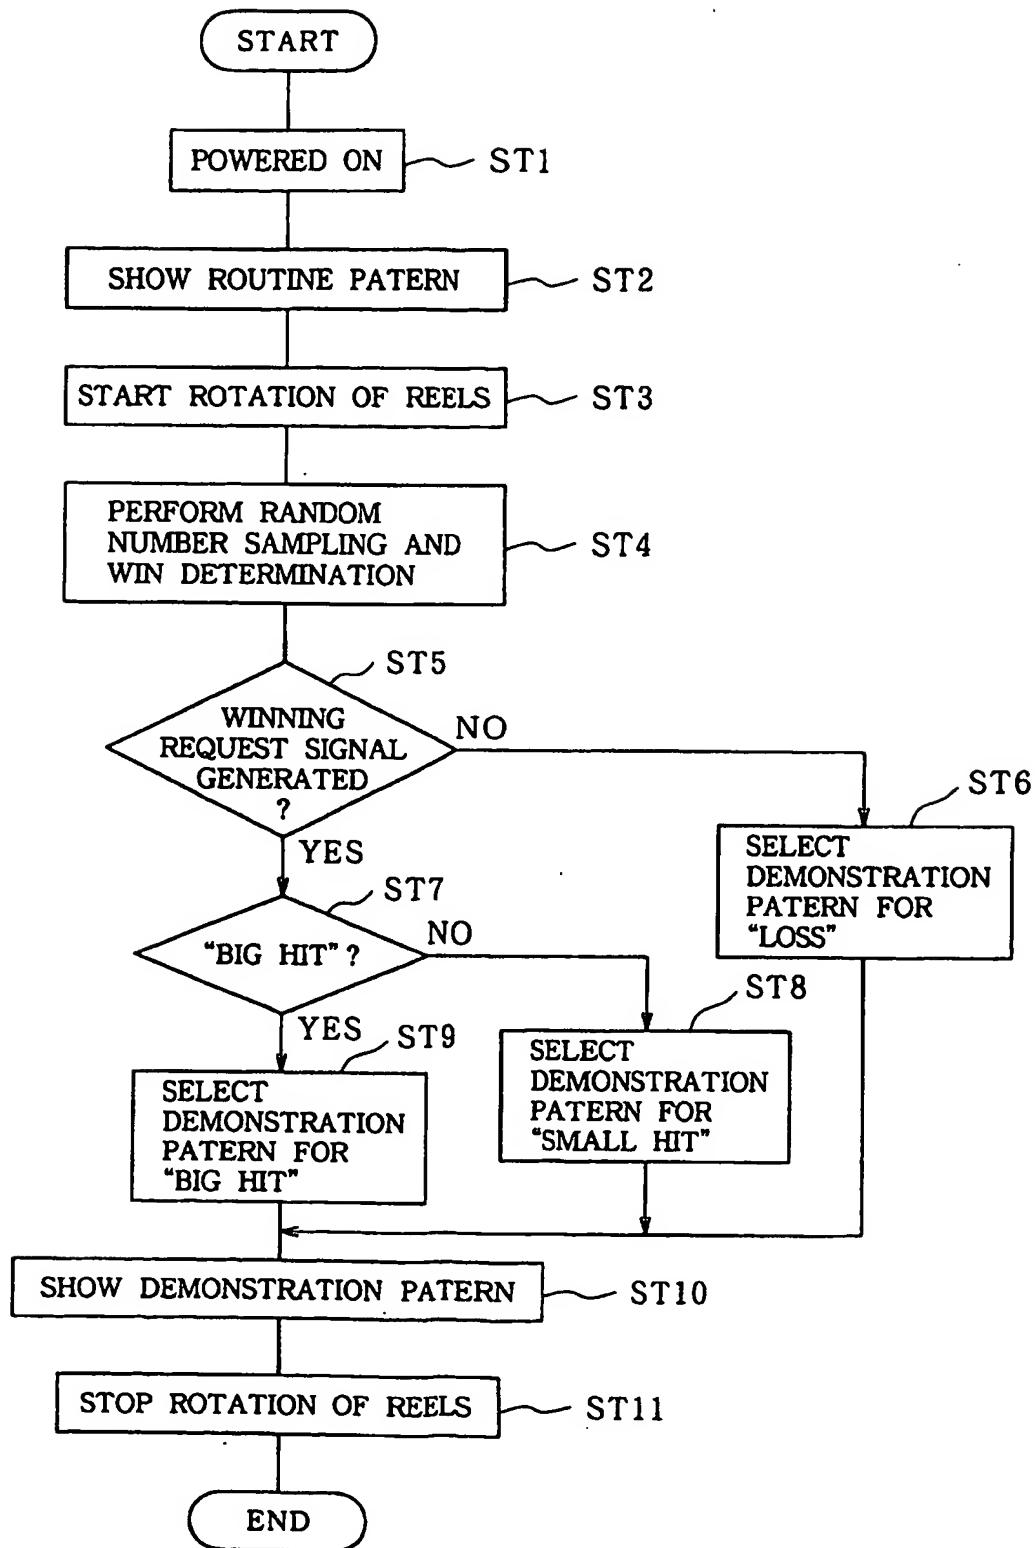 START
POWERED ON
ST1
SHOW ROUTINE PATERN
ST2
START ROTATION OF REELS
ST3
PERFORM RANDOM
NUMBER SAMPLING AND
WIN DETERMINATION
ST4
ST5
WINNING
REQUEST SIGNAL
GENERATED
?
NO
YES
ST6
SELECT
DEMONSTRATION
PATERN FOR
“LOSS”
ST7
“BIG HIT”?
NO
YES
ST8
SELECT
DEMONSTRATION
PATERN FOR
“SMALL HIT”
ST9
SELECT
DEMONSTRATION
PATERN FOR
“BIG HIT”
SHOW DEMONSTRATION PATERN
ST10
STOP ROTATION OF REELS
ST11
END